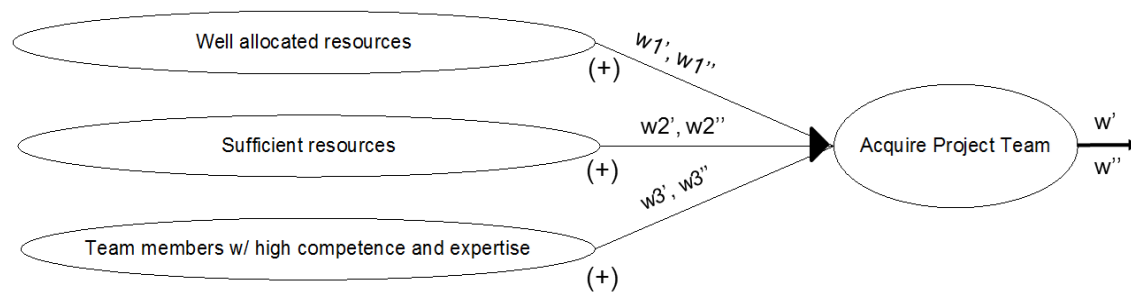 Well allocated resources
(+)
w1’, w1’’
Sufficient resources
(+)
w2’, w2’’
Team members w/ high competence and expertise
(+)
w3’, w3’’
Acquire Project Team
w’
w’’